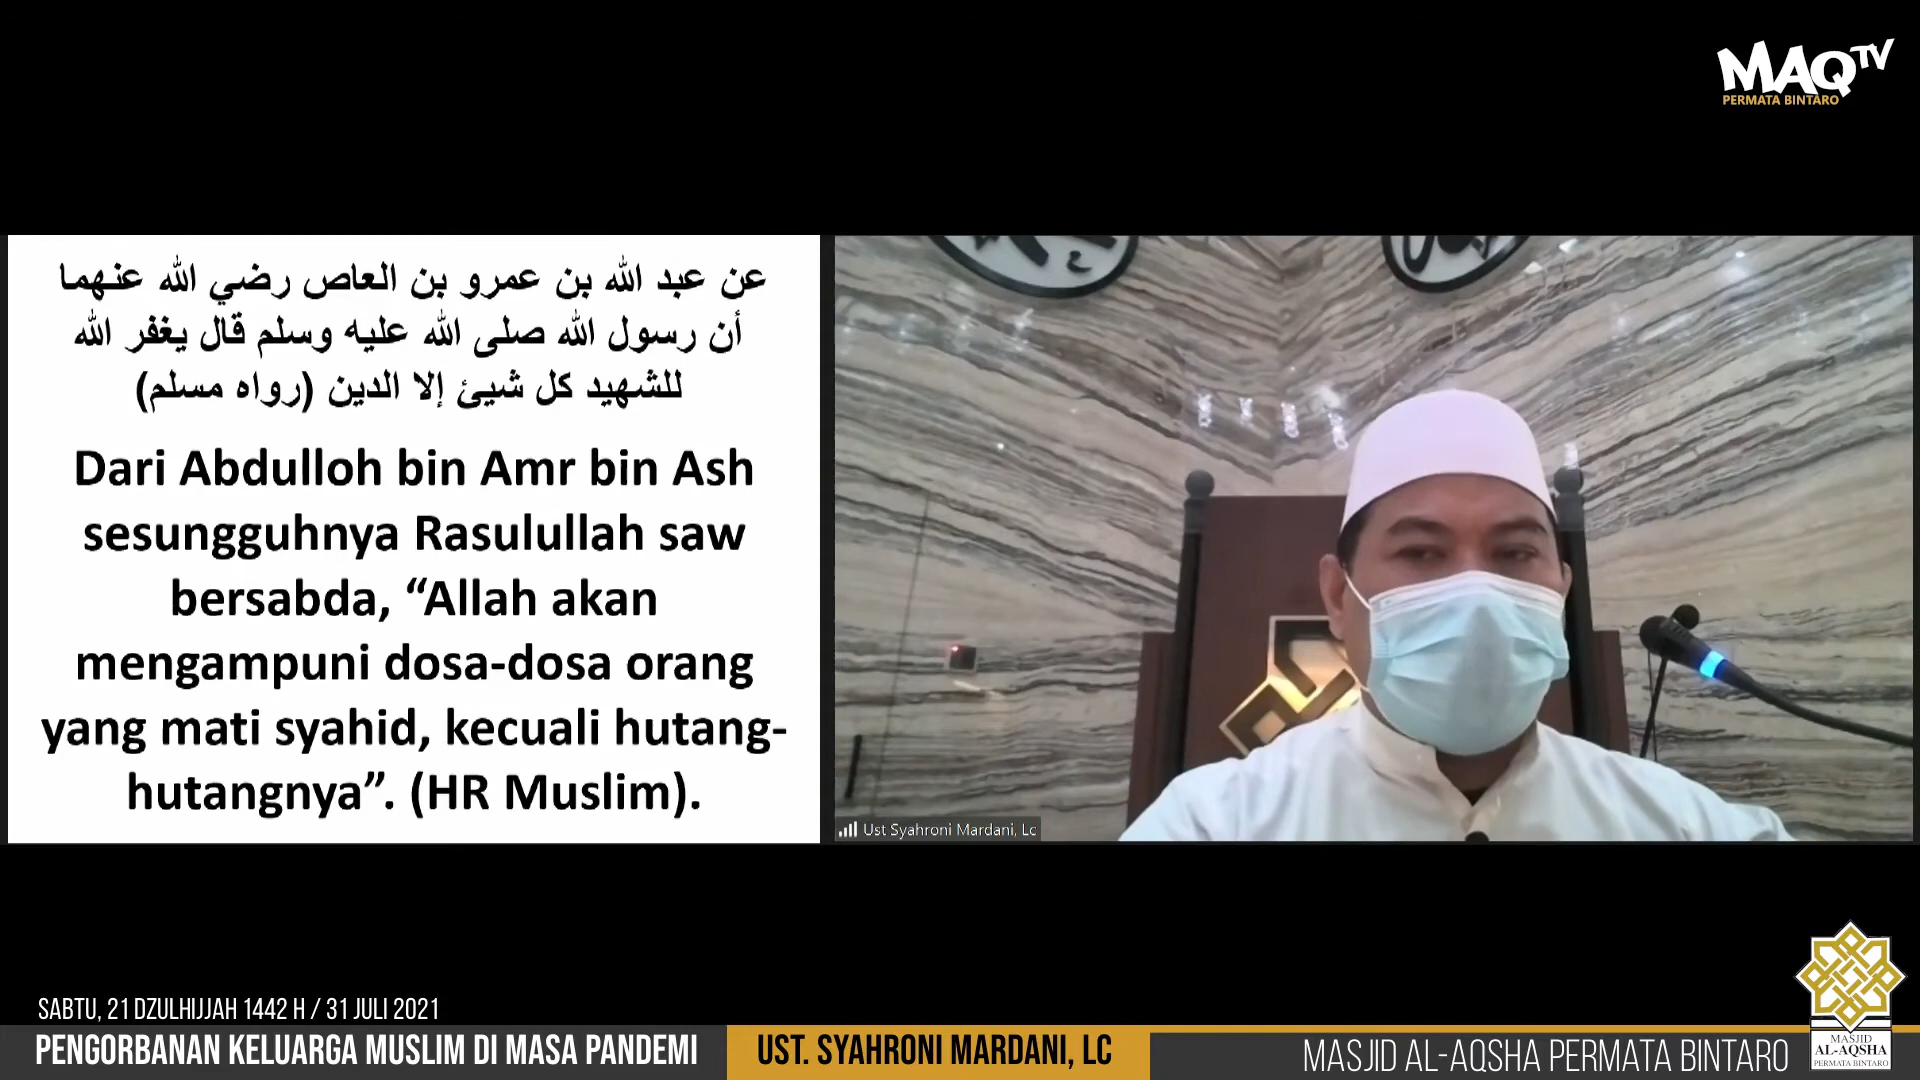 MAQTV
PERMATA BINTARO
عن عبد الله بن عمرو بن العاص رضي الله عنهما
أن رسول الله صلى الله عليه وسلم قال يغفر الله
للشهيد كل شيئ إلا الدين (رواه مسلم)
Dari Abdulloh bin Amr bin Ash
sesungguhnya Rasulullah saw
bersabda, “Allah akan
mengampuni dosa-dosa orang
yang mati syahid, kecuali hutang-
hutangnya”. (HR Muslim).
Ust Syahroni Mardani, Lc
SABTU, 21 DZULHIJJAH 1442 H / 31 JULI 2021
PENGORBANAN KELUARGA MUSLIM DI MASA PANDEMI
UST. SYAHRONI MARDANI, LC
MASJID AL-AQSHA PERMATA BINTARO
MASJID
AL-AQSHA
PERMATA BINTARO